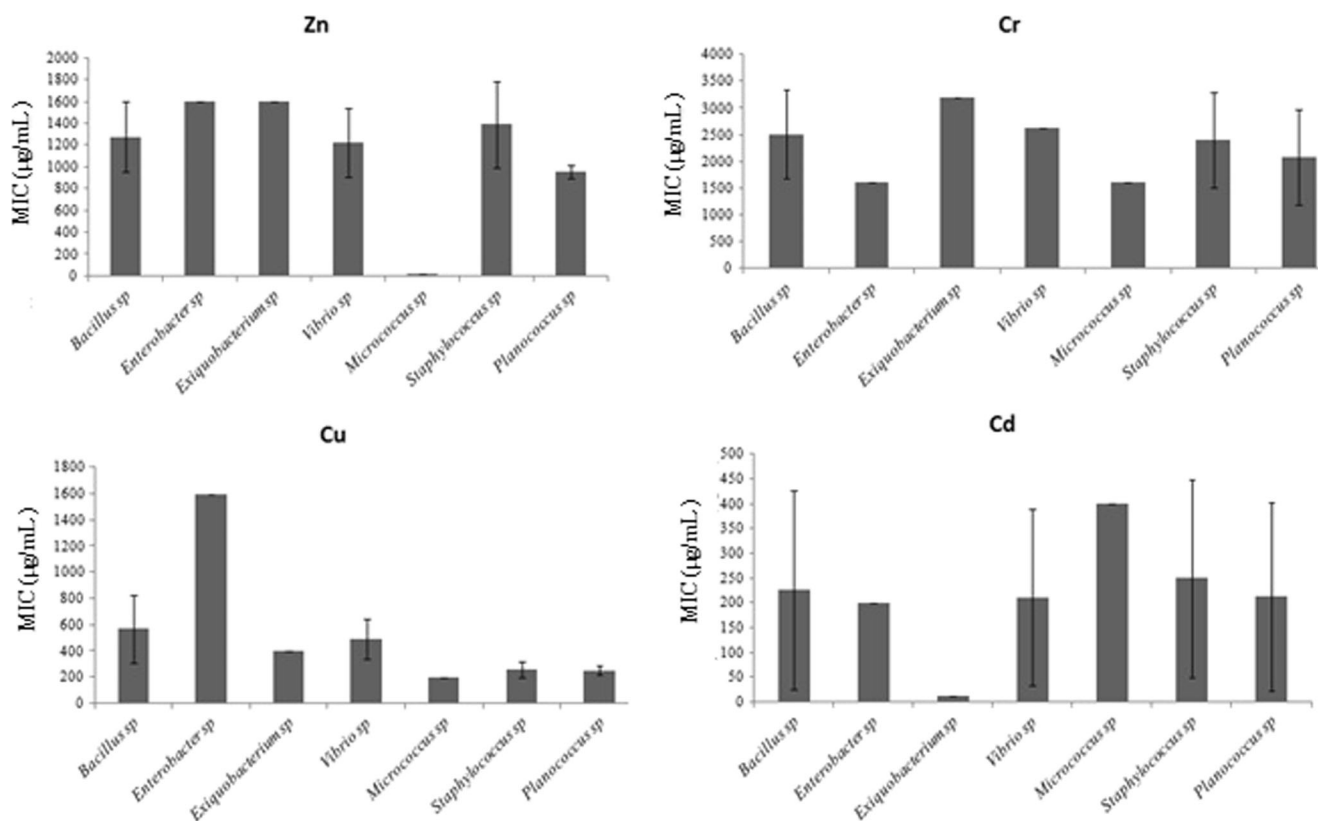 Zn
MIC (µg/mL)
2000
1800
1600
1400
1200
1000
800
600
400
200
0
Bacillus sp
Enterobacter sp
Exiquobacterium sp
Vibrio sp
Micrococcus sp
Staphylococcus sp
Planococcus sp
Cr
MIC (µg/mL)
4000
3500
3000
2500
2000
1500
1000
500
0
Bacillus sp
Enterobacter sp
Exiquobacterium sp
Vibrio sp
Micrococcus sp
Staphylococcus sp
Planococcus sp
Cu
MIC (µg/mL)
1800
1600
1400
1200
1000
800
600
400
200
0
Bacillus sp
Enterobacter sp
Exiquobacterium sp
Vibrio sp
Micrococcus sp
Staphylococcus sp
Planococcus sp
Cd
MIC (µg/mL)
500
450
400
350
300
250
200
150
100
50
0
Bacillus sp
Enterobacter sp
Exiquobacterium sp
Vibrio sp
Micrococcus sp
Staphylococcus sp
Planococcus sp